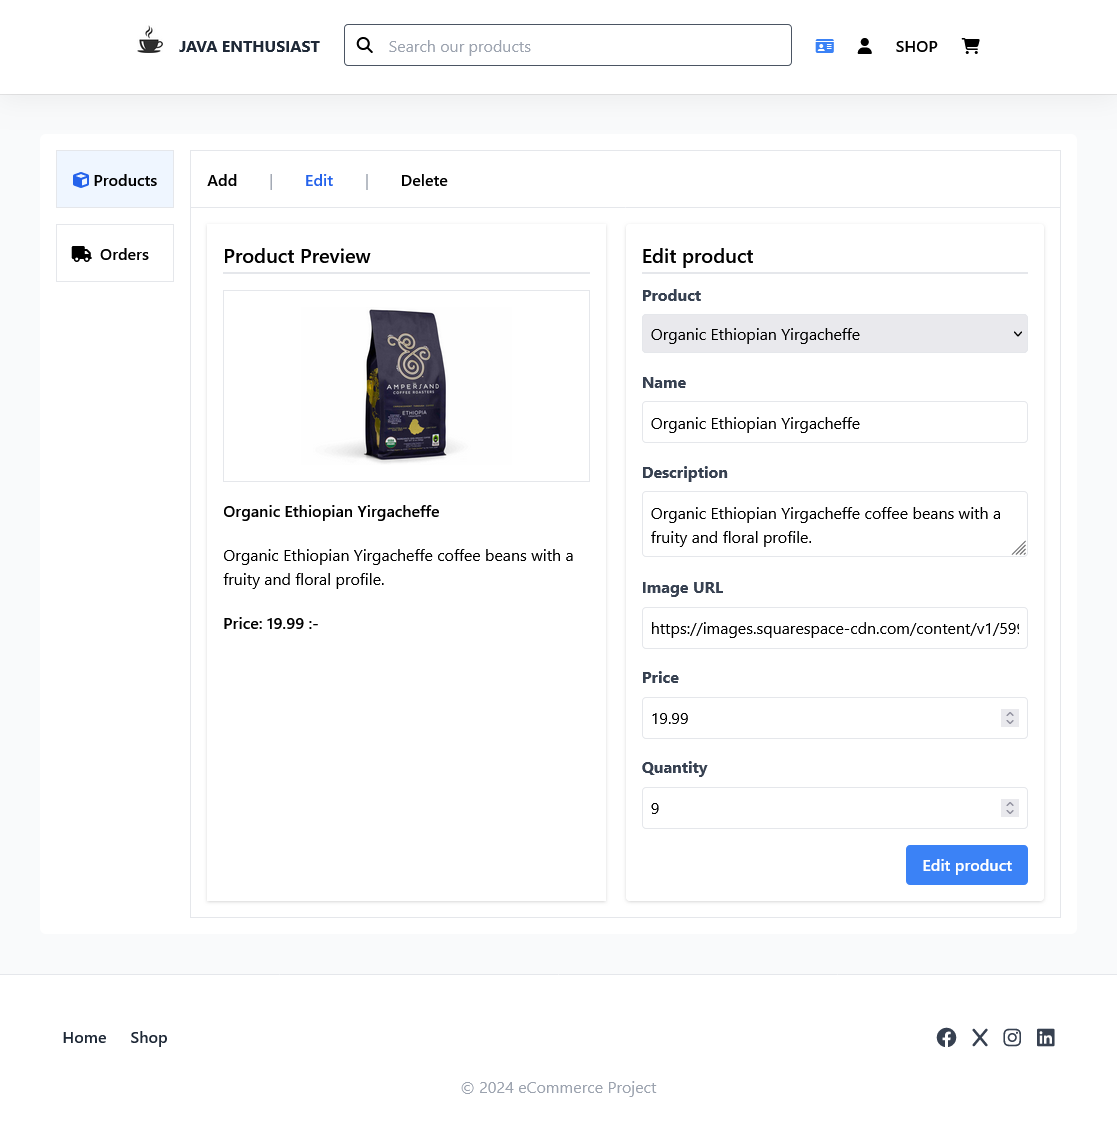 JAVA ENTHUSIAST
Search our products
SHOP
Products
Orders
Add | Edit | Delete
Product Preview
AMPERSAND
COFFEE ROASTERS
ETHIOPIA
Organic Ethiopian Yirgacheffe
Organic Ethiopian Yirgacheffe coffee beans with a
fruity and floral profile.
Price: 19.99 :-
Edit product
Product
Organic Ethiopian Yirgacheffe
Name
Organic Ethiopian Yirgacheffe
Description
Organic Ethiopian Yirgacheffe coffee beans with a
fruity and floral profile.
Image URL
https://images.squarespace-cdn.com/content/v1/59
Price
19.99
Quantity
9
Edit product
Home Shop
© 2024 eCommerce Project